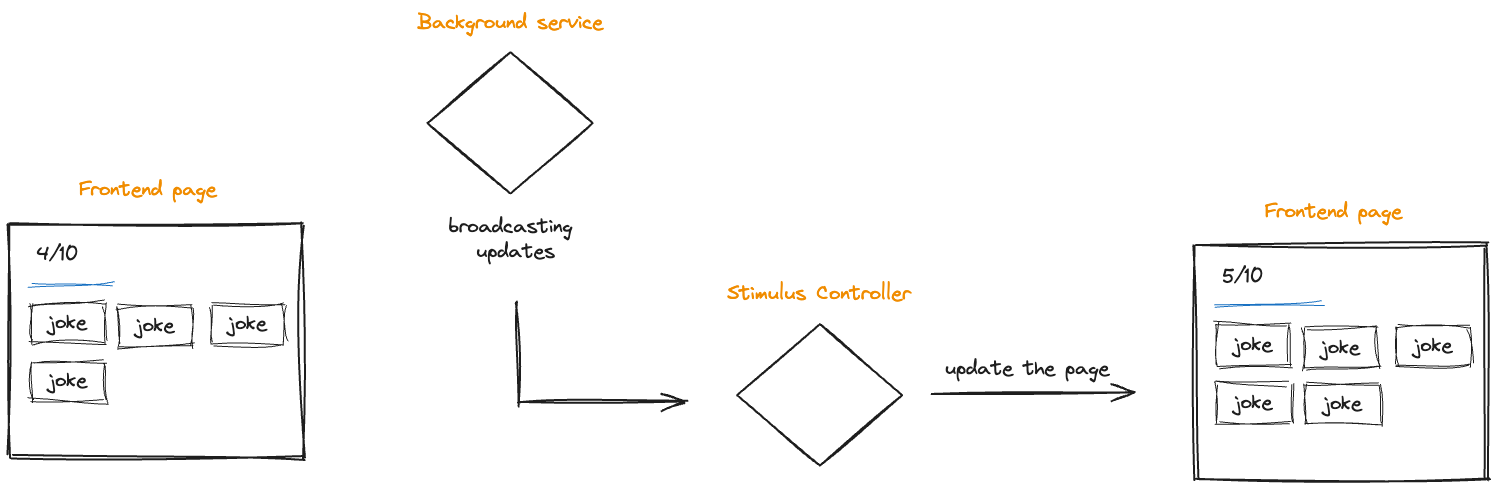 Background service
broadcasting
updates
Frontend page
4/10
joke
joke
joke
joke
Stimulus Controller
update the page
Frontend page
5/10
joke
joke
joke
joke
joke